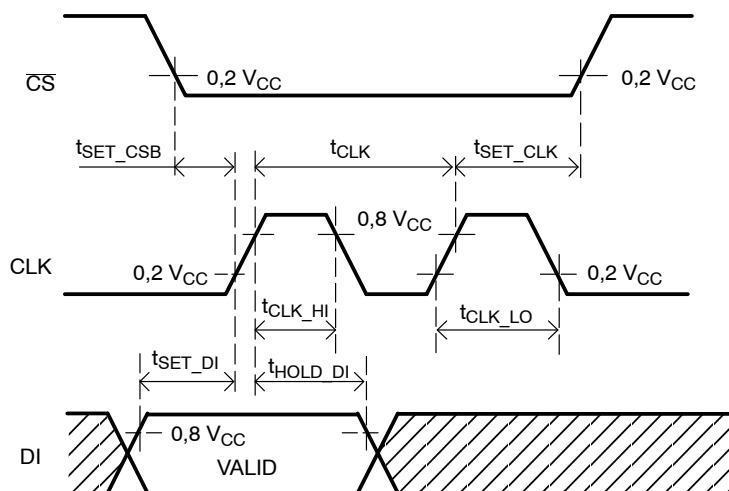 0,2 V_CC 0,2 V_CC
C̅S̅
t_SET_CSB t_CLK t_SET_CLK
0,8 V_CC
CLK 0,2 V_CC 0,2 V_CC
t_CLK_HI t_CLK_LO
t_SET_DI t_HOLD_DI
0,8 V_CC
DI VALID